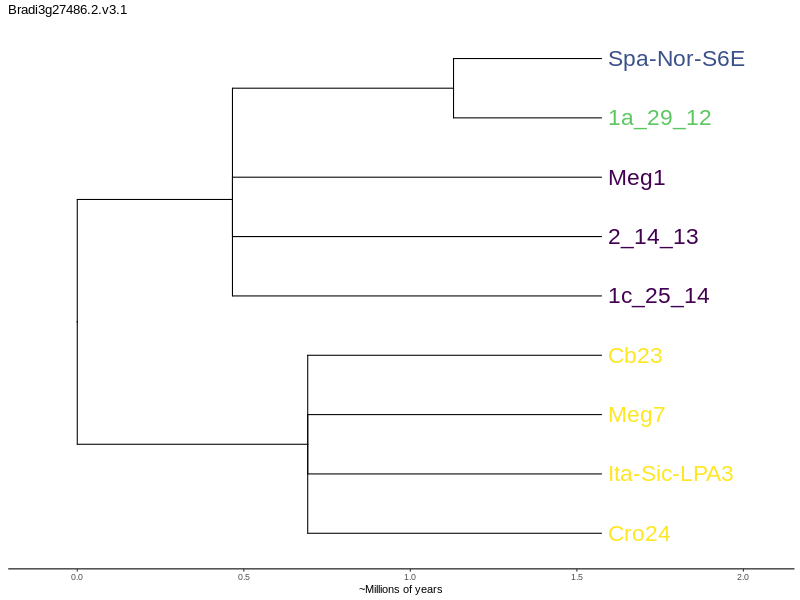 Bradi3g27486.2.v3.1
Spa-Nor-S6E
1a_29_12
Meg1
2_14_13
1c_25_14
Cb23
Meg7
Ita-Sic-LPA3
Cro24
0.0 0.5 1.0 1.5 2.0
~Millions of years